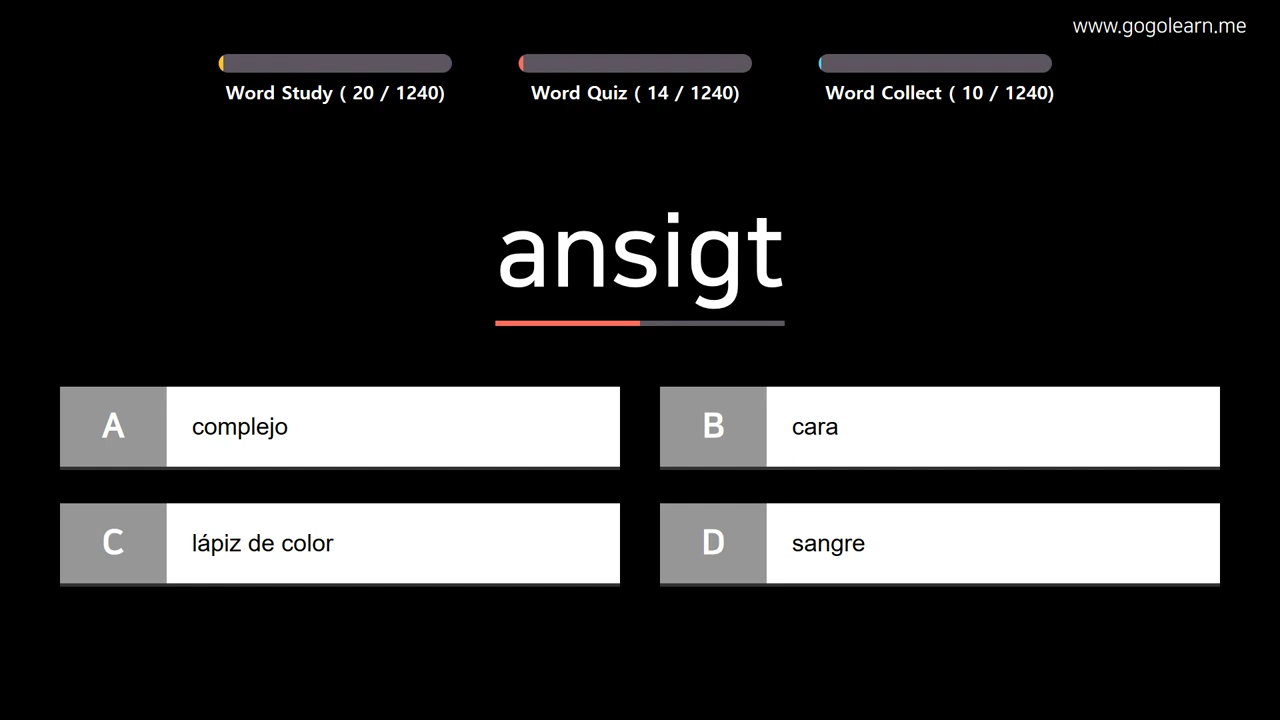 www.gogolearn.me
Word Study ( 20 / 1240)
Word Quiz ( 14 / 1240)
Word Collect ( 10 / 1240)
ansigt
A complejo
B cara
C lápiz de color
D sangre